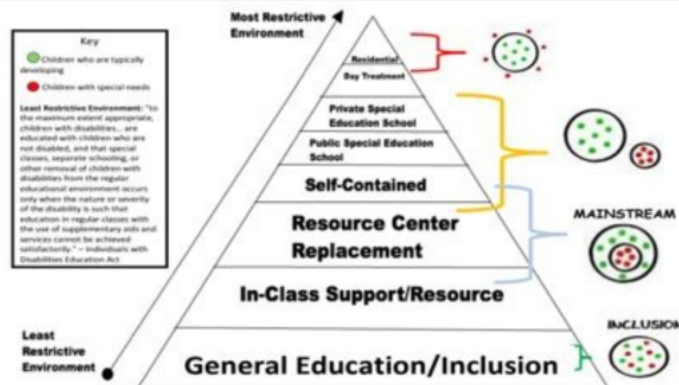 Key
Children who are typically
developing
Children with special needs
Least Restrictive Environment: "to
the maximum extent appropriate,
children with disabilities... are
educated with children who are
not disabled, and that special
classes, separate schooling, or
other removal of children with
disabilities from the regular
educational environment occurs
only when the nature or severity
of the disability is such that
education in regular classes with
the use of supplementary aids and
services cannot be achieved
satisfactorily." – Individuals with
Disabilities Education Act
Most Restrictive
Environment
Residential
Day Treatment
Private Special
Education School
Public Special Education
School
Self-Contained
Resource Center
Replacement
In-Class Support/Resource
General Education/Inclusion
Least
Restrictive
Environment
MAINSTREAM
INCLUSION